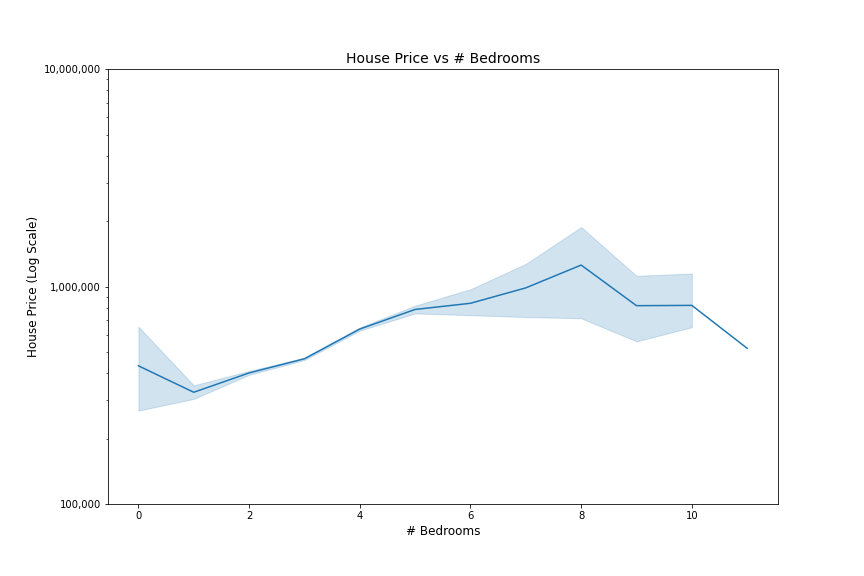 House Price vs # Bedrooms
10,000,000
1,000,000
100,000
House Price (Log Scale)
0 2 4 6 8 10
# Bedrooms